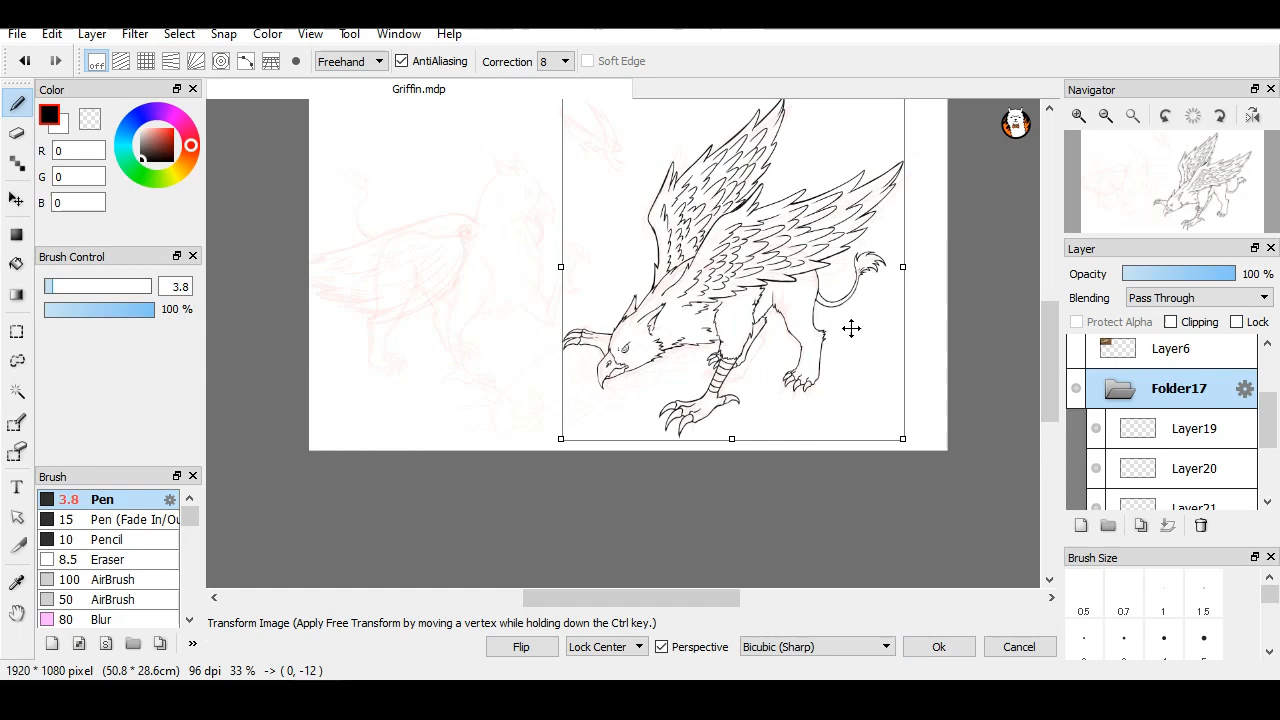 File Edit Layer Filter Select Snap Color View Tool Window Help
off Freehand AntiAliasing Correction 8 Soft Edge
Color
Griffin.mdp
Navigator
R 0
G 0
B 0
Brush Control
3.8
100 %
Layer
Opacity 100 %
Blending Pass Through
Protect Alpha Clipping Lock
Layer6
Folder17
Layer19
Layer20
Layer21
Brush
3.8 Pen
15 Pen (Fade In/Ou
10 Pencil
8.5 Eraser
100 AirBrush
50 AirBrush
80 Blur
Brush Size
0.5 0.7 1 1.5
Transform Image (Apply Free Transform by moving a vertex while holding down the Ctrl key.)
Flip Lock Center Perspective Bicubic (Sharp) Ok Cancel
1920 * 1080 pixel (50.8 * 28.6cm) 96 dpi 33 % -> ( 0, -12 )